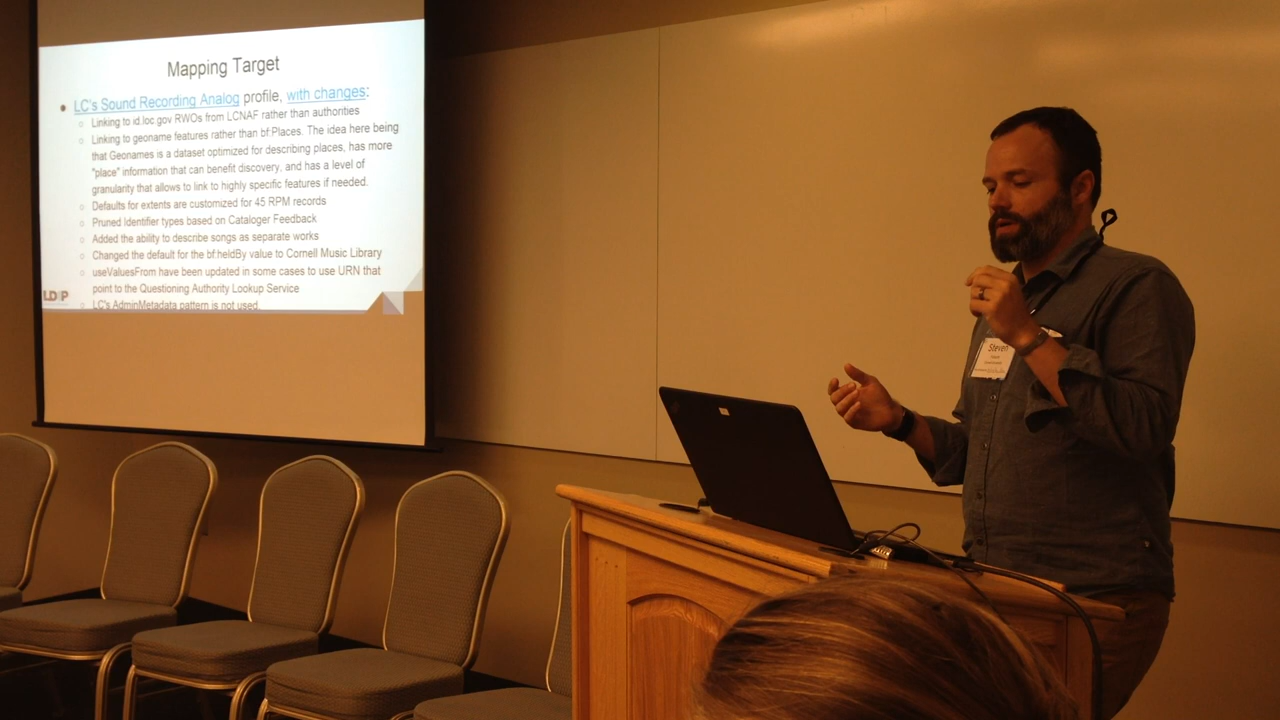 Mapping Target
• LC's Sound Recording Analog profile, with changes:
○ Linking to id.loc.gov RWOs from LCNAF rather than authorities
○ Linking to geoname features rather than bf:Places. The idea here being
that Geonames is a dataset optimized for describing places, has more
"place" information that can benefit discovery, and has a level of
granularity that allows to link to highly specific features if needed.
○ Defaults for extents are customized for 45 RPM records
○ Pruned Identifier types based on Cataloger Feedback
○ Added the ability to describe songs as separate works
○ Changed the default for the bf:heldBy value to Cornell Music Library
○ useValuesFrom have been updated in some cases to use URN that
point to the Questioning Authority Lookup Service
○ LC's AdminMetadata pattern is not used.
LD4P
Steven